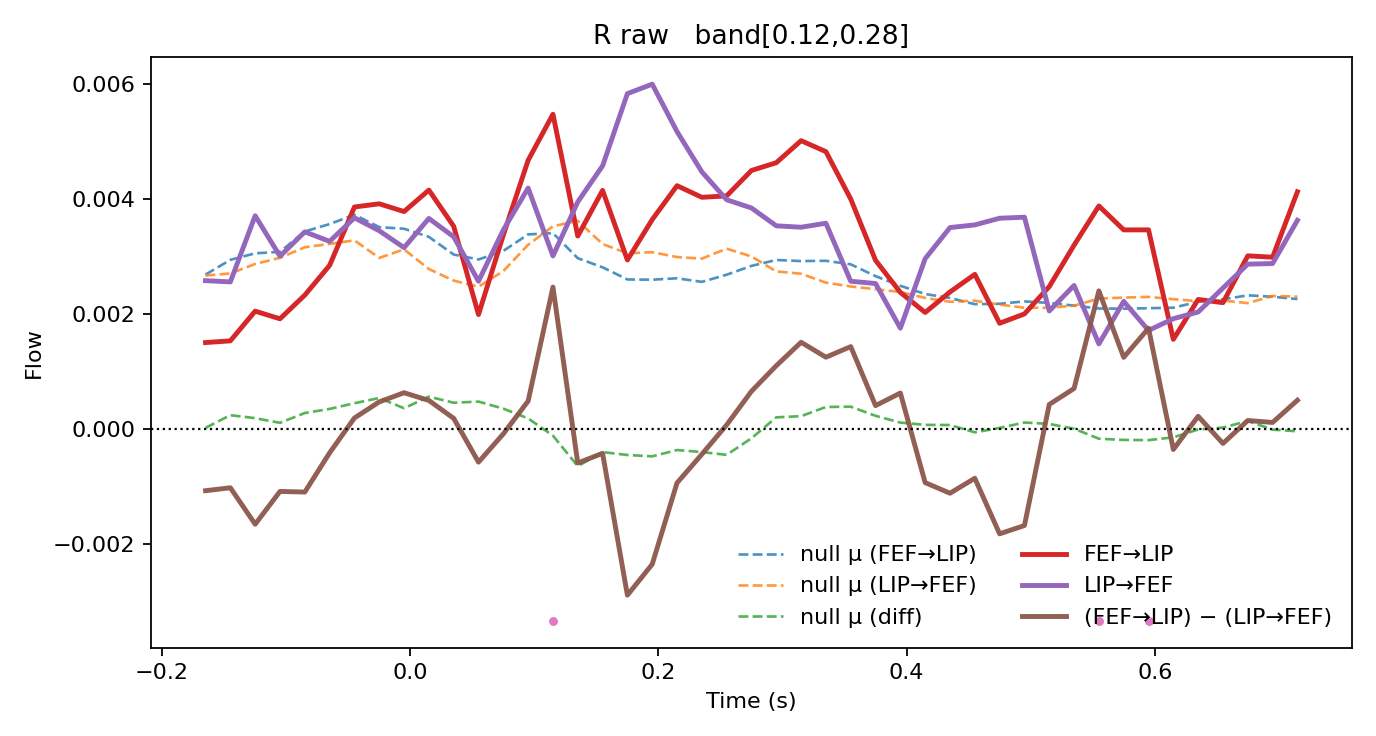 R raw   band[0.12,0.28]
0.006
0.004
0.002
0.000
−0.002
Flow
null μ (FEF→LIP)
null μ (LIP→FEF)
null μ (diff)
FEF→LIP
LIP→FEF
(FEF→LIP) − (LIP→FEF)
−0.2
0.0
0.2
0.4
0.6
Time (s)